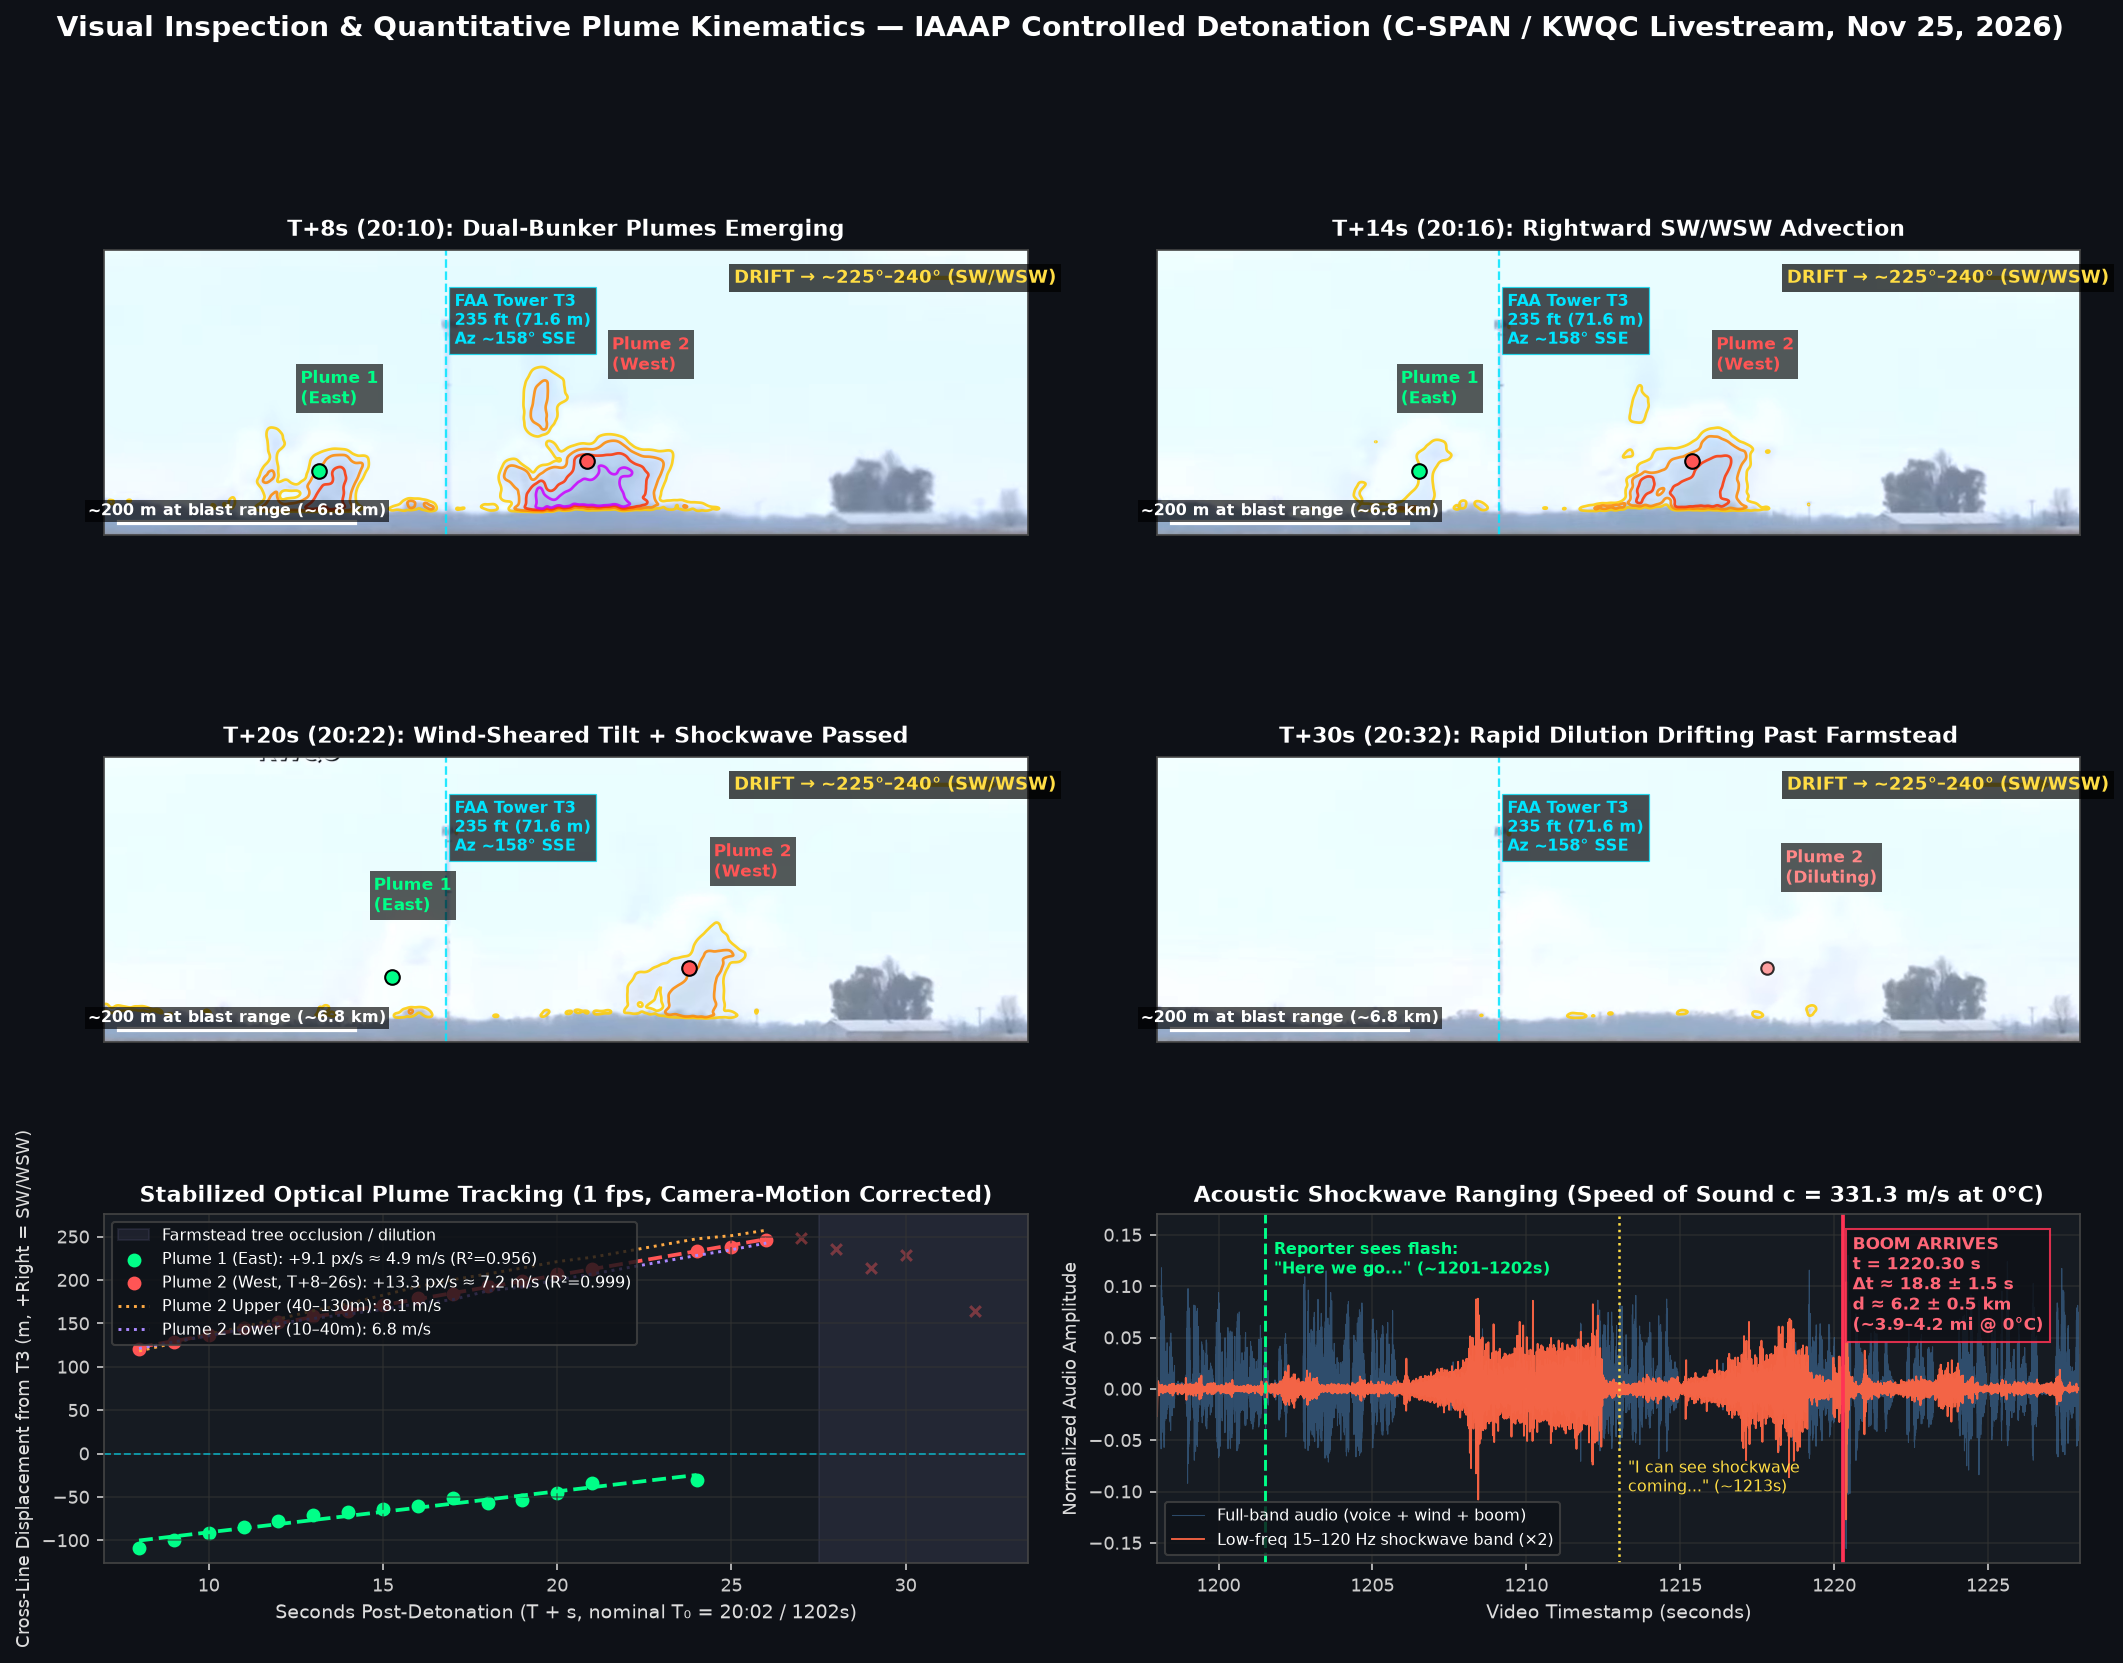 Visual Inspection & Quantitative Plume Kinematics — IAAAP Controlled Detonation (C-SPAN / KWQC Livestream, Nov 25, 2026)
T+8s (20:10): Dual-Bunker Plumes Emerging
DRIFT → ~225°–240° (SW/WSW)
FAA Tower T3
235 ft (71.6 m)
Az ~158° SSE
Plume 2
(West)
Plume 1
(East)
~200 m at blast range (~6.8 km)
T+14s (20:16): Rightward SW/WSW Advection
DRIFT → ~225°–240° (SW/WSW)
FAA Tower T3
235 ft (71.6 m)
Az ~158° SSE
Plume 2
(West)
Plume 1
(East)
~200 m at blast range (~6.8 km)
T+20s (20:22): Wind-Sheared Tilt + Shockwave Passed
DRIFT → ~225°–240° (SW/WSW)
FAA Tower T3
235 ft (71.6 m)
Az ~158° SSE
Plume 2
(West)
Plume 1
(East)
~200 m at blast range (~6.8 km)
T+30s (20:32): Rapid Dilution Drifting Past Farmstead
DRIFT → ~225°–240° (SW/WSW)
FAA Tower T3
235 ft (71.6 m)
Az ~158° SSE
Plume 2
(Diluting)
~200 m at blast range (~6.8 km)
Stabilized Optical Plume Tracking (1 fps, Camera-Motion Corrected)
Cross-Line Displacement from T3 (m, +Right = SW/WSW)
250
200
150
100
50
0
−50
−100
Farmstead tree occlusion / dilution
Plume 1 (East): +9.1 px/s ≈ 4.9 m/s (R²=0.956)
Plume 2 (West, T+8–26s): +13.3 px/s ≈ 7.2 m/s (R²=0.999)
Plume 2 Upper (40–130m): 8.1 m/s
Plume 2 Lower (10–40m): 6.8 m/s
10
15
20
25
30
Seconds Post-Detonation (T + s, nominal T₀ = 20:02 / 1202s)
Acoustic Shockwave Ranging (Speed of Sound c = 331.3 m/s at 0°C)
Normalized Audio Amplitude
0.15
0.10
0.05
0.00
−0.05
−0.10
−0.15
Reporter sees flash:
"Here we go..." (~1201–1202s)
BOOM ARRIVES
t = 1220.30 s
Δt ≈ 18.8 ± 1.5 s
d ≈ 6.2 ± 0.5 km
(~3.9–4.2 mi @ 0°C)
"I can see shockwave
coming..." (~1213s)
Full-band audio (voice + wind + boom)
Low-freq 15–120 Hz shockwave band (×2)
1200
1205
1210
1215
1220
1225
Video Timestamp (seconds)